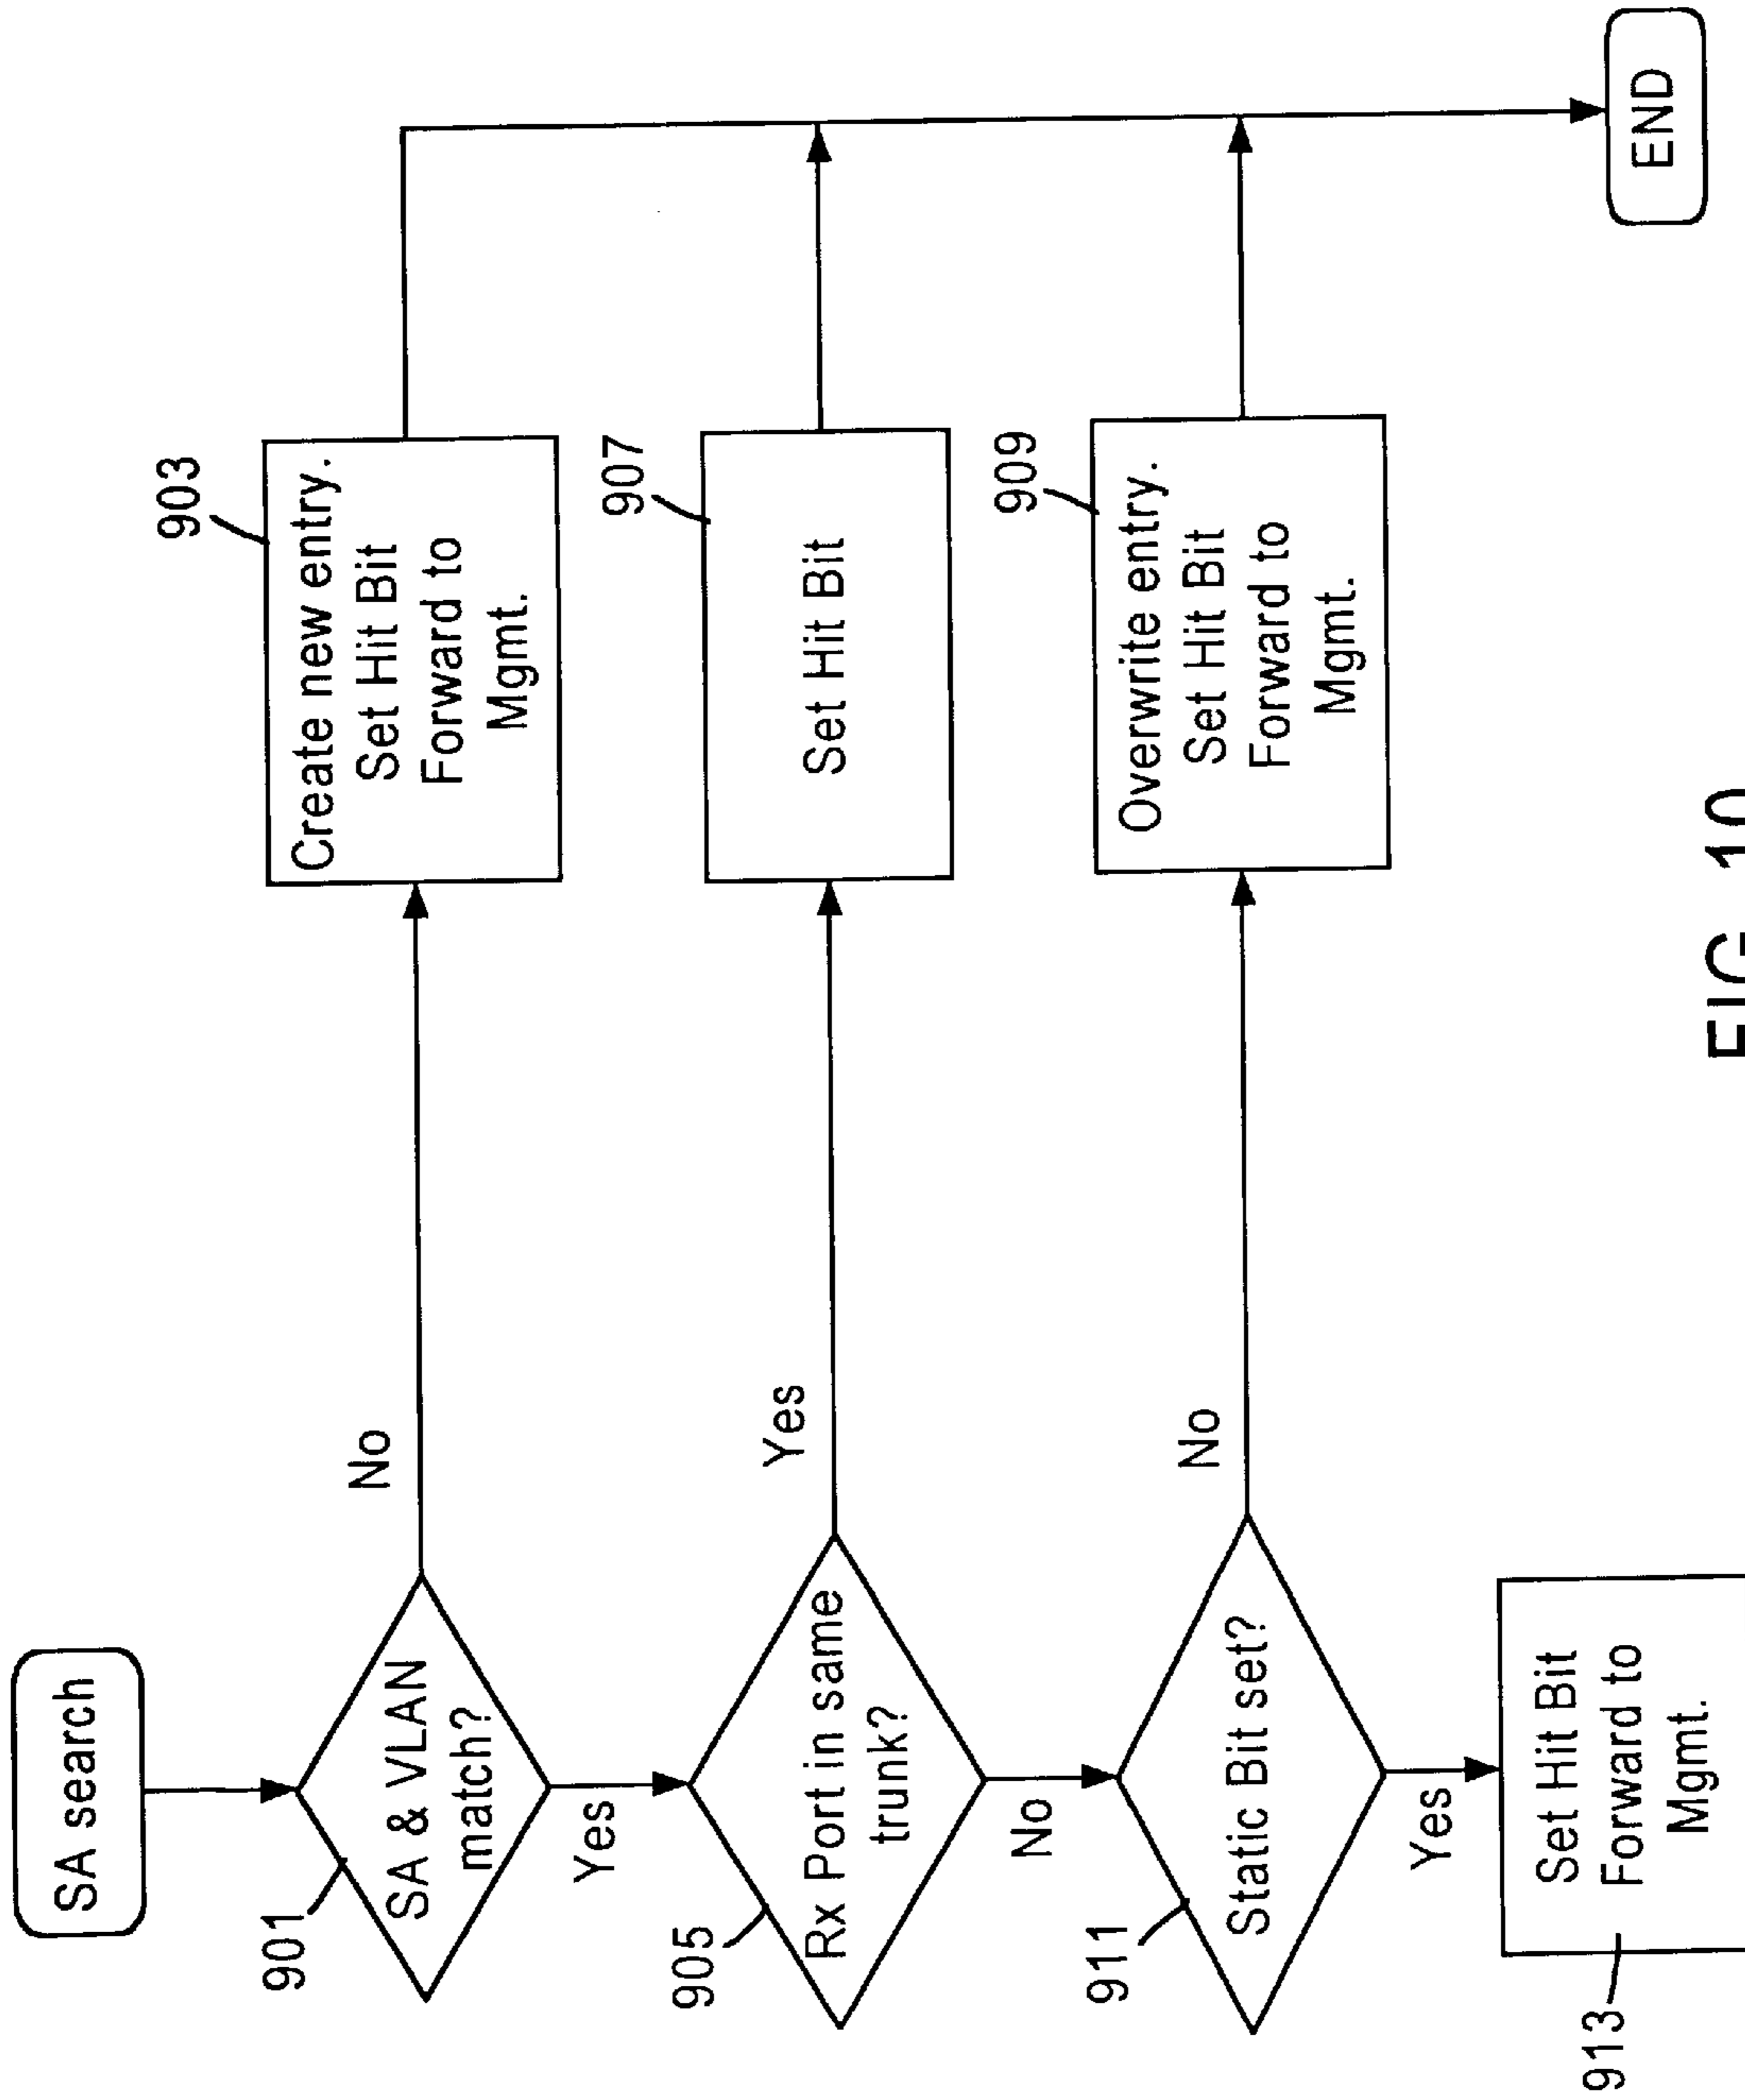 SA search
901
SA & VLAN
match?
No
903
Create new entry.
Set Hit Bit
Forward to
Mgmt.
Yes
905
Rx Port in same
trunk?
Yes
907
Set Hit Bit
No
911
Static Bit set?
No
909
Overwrite entry.
Set Hit Bit
Forward to
Mgmt.
Yes
913
Set Hit Bit
Forward to
Mgmt.
END
FIG. 10